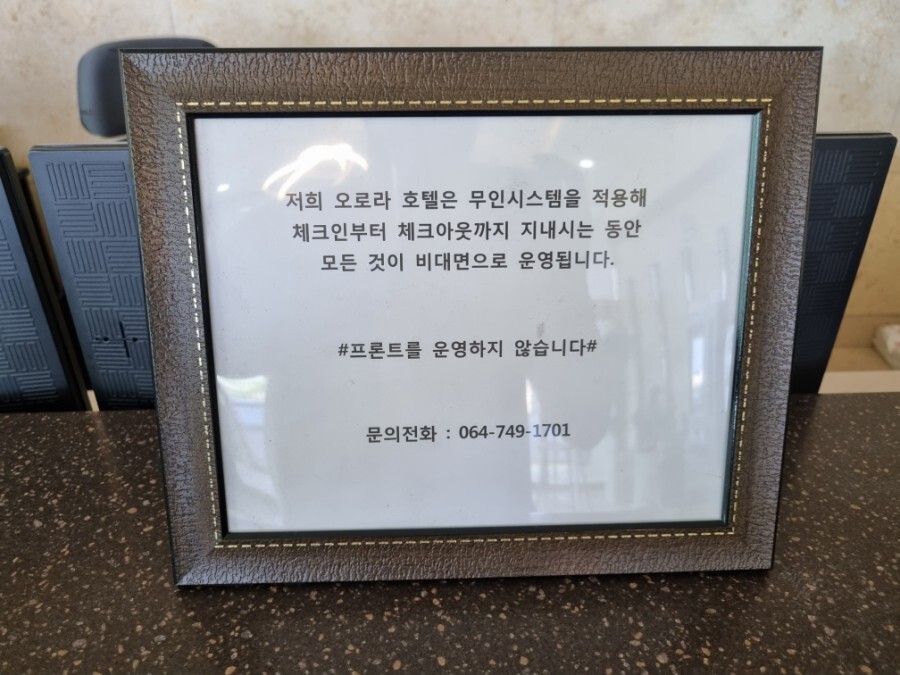 저희 오로라 호텔은 무인시스템을 적용해
체크인부터 체크아웃까지 지내시는 동안
모든 것이 비대면으로 운영됩니다.
#프론트를 운영하지 않습니다#
문의전화 : 064-749-1701